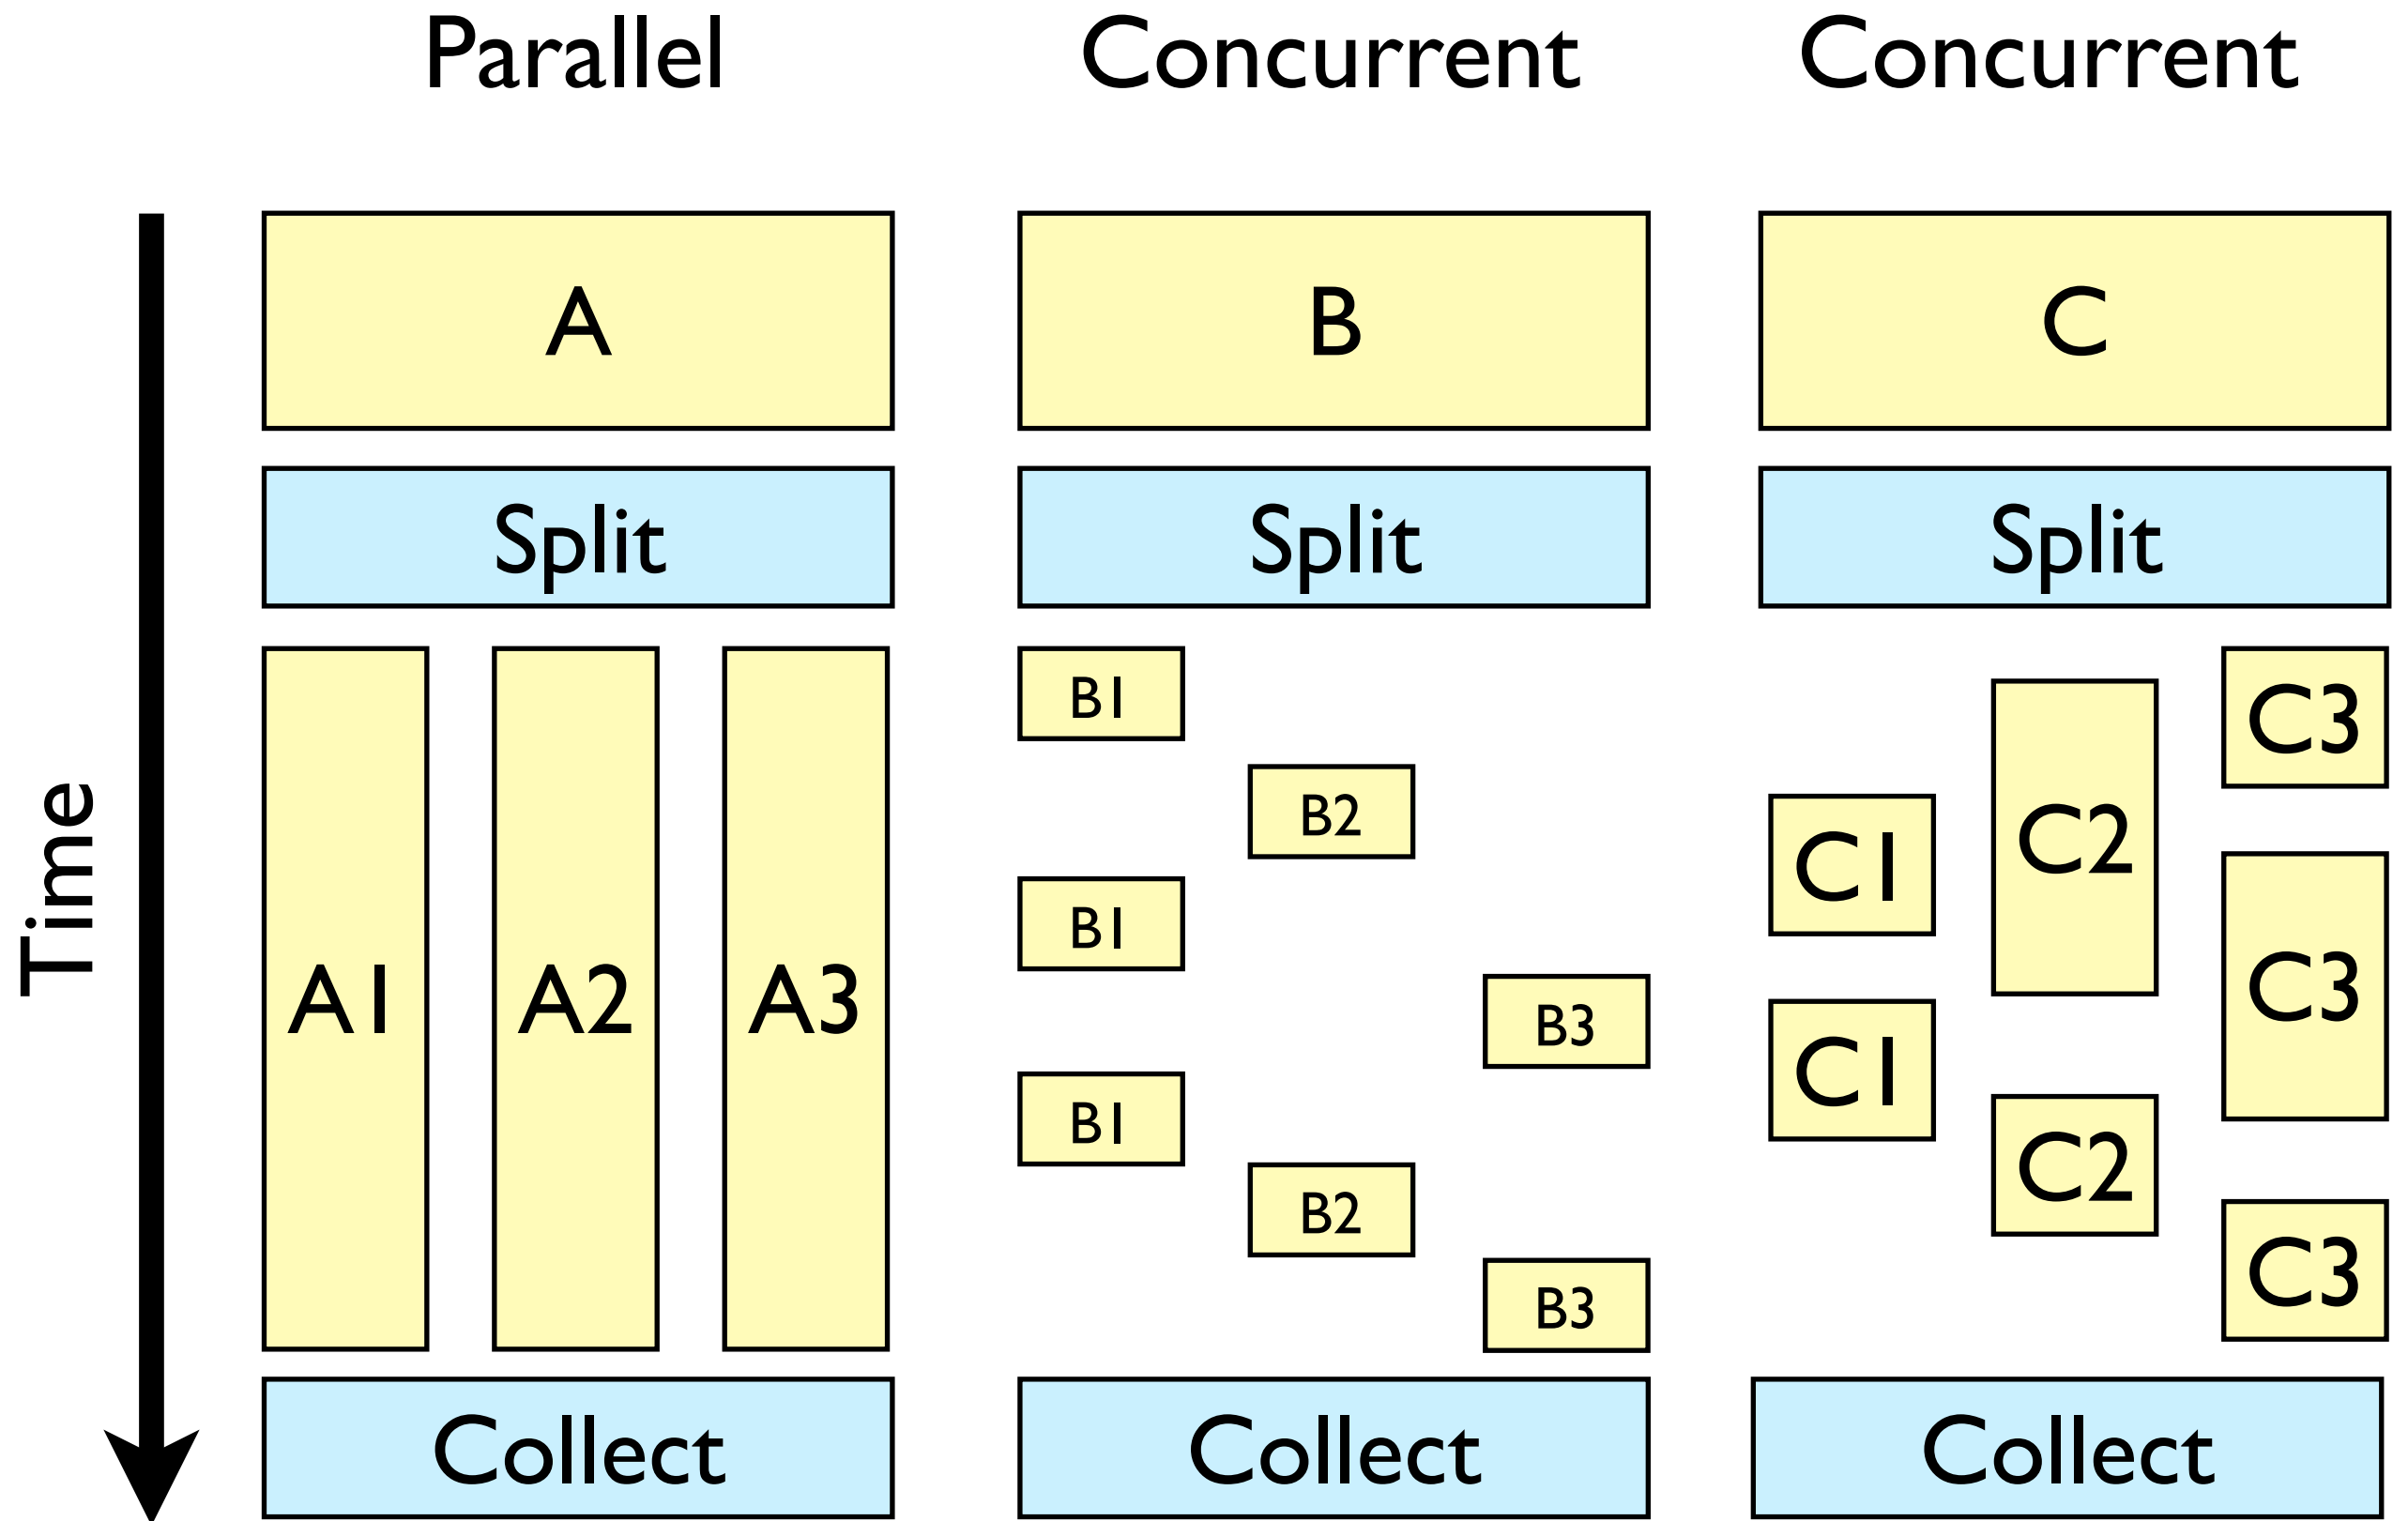 Parallel
Concurrent
Concurrent
Time
A
B
C
Split
Split
Split
A1
A2
A3
B1
B2
B1
B3
B1
B2
B3
C3
C2
C1
C3
C1
C2
C3
Collect
Collect
Collect